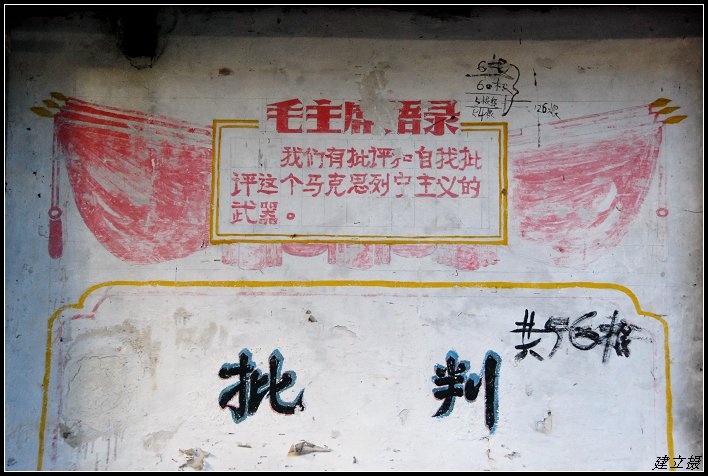 毛主席语录
我们有批评和自我批
评这个马克思列宁主义的
武器。
共56框
批判
建立摄